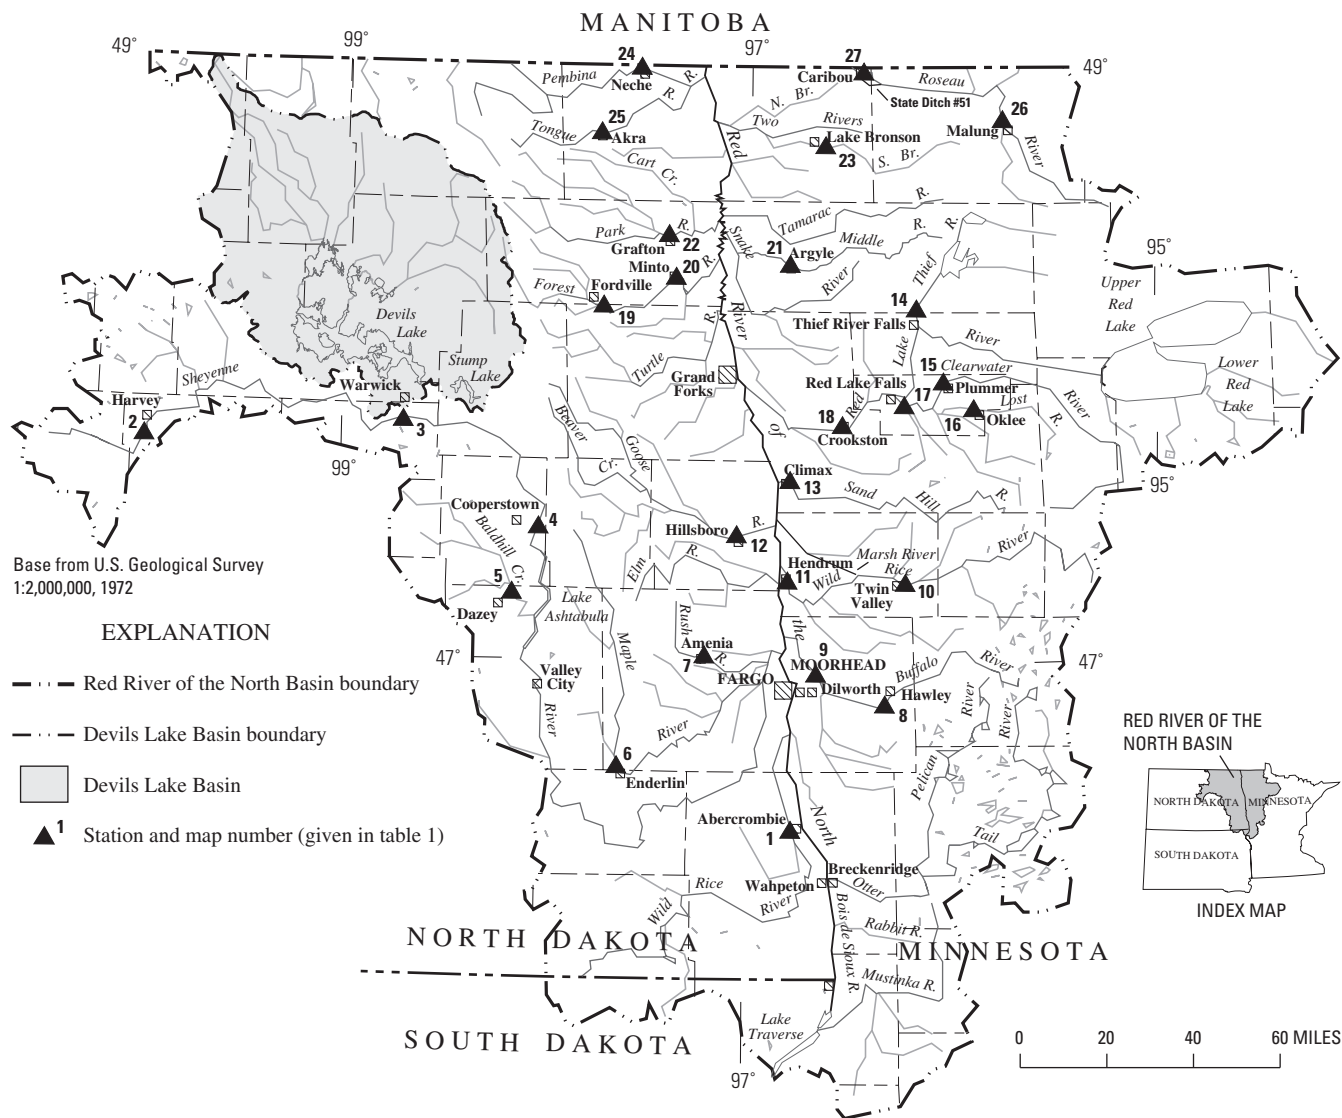 MANITOBA
49°
99°
97°
49°
24
Neche
Pembina
R.
R.
27
Caribou
Roseau
State Ditch #51
26
Malung
River
25
Akra
Tongue
Cart
Cr.
N. Br.
Two
Rivers
Lake Bronson
23
S. Br.
Red
Park
R.
Grafton
22
Minto
20
R.
Fordville
Forest
19
Snake
21
Argyle
Tamarac
R.
Middle
R.
River
R.
Thief
95°
Upper
Red
Lake
14
Thief River Falls
River
R.
River
Devils
Lake
Stump
Lake
Turtle
Grand
Forks
Lake
15
Clearwater
Plummer
Red Lake Falls
17
Lost
River
R.
16
Oklee
Lower
Red
Lake
18
Red
Crookston
Sheyenne
Warwick
Harvey
2
3
99°
95°
Beaver
Cr.
Goose
of
Climax
13
Sand
Hill
R.
Cooperstown
4
Baldhill
Cr.
Hillsboro
R.
12
Elm
R.
Marsh River
River
Hendrum
11
Wild
Rice
Twin
Valley
10
Base from U.S. Geological Survey
1:2,000,000, 1972
5
Dazey
Lake
Ashtabula
EXPLANATION
Red River of the North Basin boundary
Devils Lake Basin boundary
Devils Lake Basin
1
Station and map number (given in table 1)
47°
Valley
City
River
Maple
Rush
Amenia
7
R.
the
9
MOORHEAD
FARGO
Dilworth
Buffalo
River
Hawley
8
47°
River
River
River
6
Enderlin
Pelican
Abercrombie
1
North
Tail
Breckenridge
Wahpeton
Otter
Rice
River
Wild
Bois de Sioux R.
Rabbit R.
Mustinka R.
NORTH DAKOTA
MINNESOTA
SOUTH DAKOTA
Lake
Traverse
97°
RED RIVER OF THE
NORTH BASIN
NORTH DAKOTA
MINNESOTA
SOUTH DAKOTA
INDEX MAP
0 20 40 60 MILES